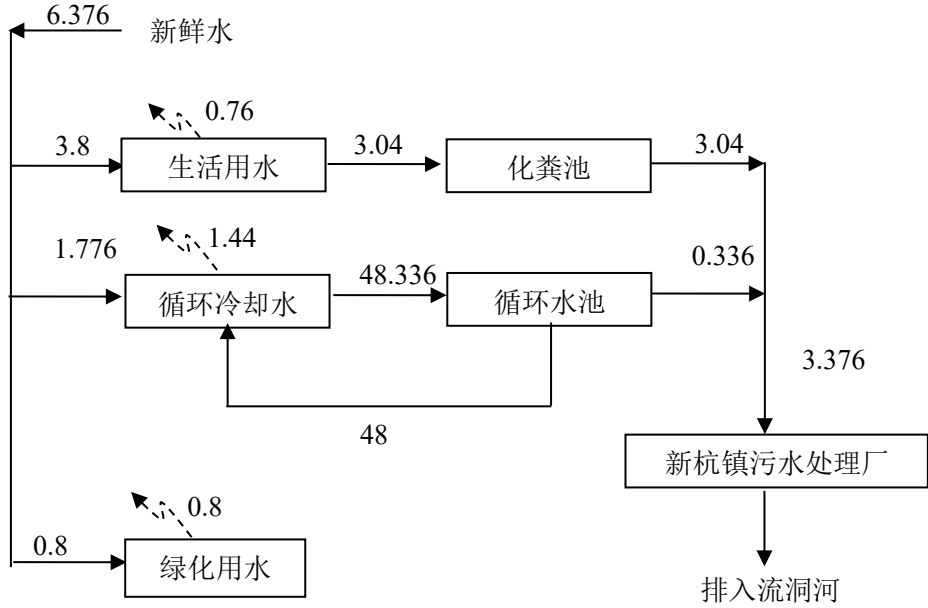 6.376
新鲜水
0.76
3.8
生活用水
3.04
化粪池
3.04
1.44
1.776
循环冷却水
48.336
循环水池
0.336
3.376
48
新杭镇污水处理厂
0.8
0.8
绿化用水
排入流洞河